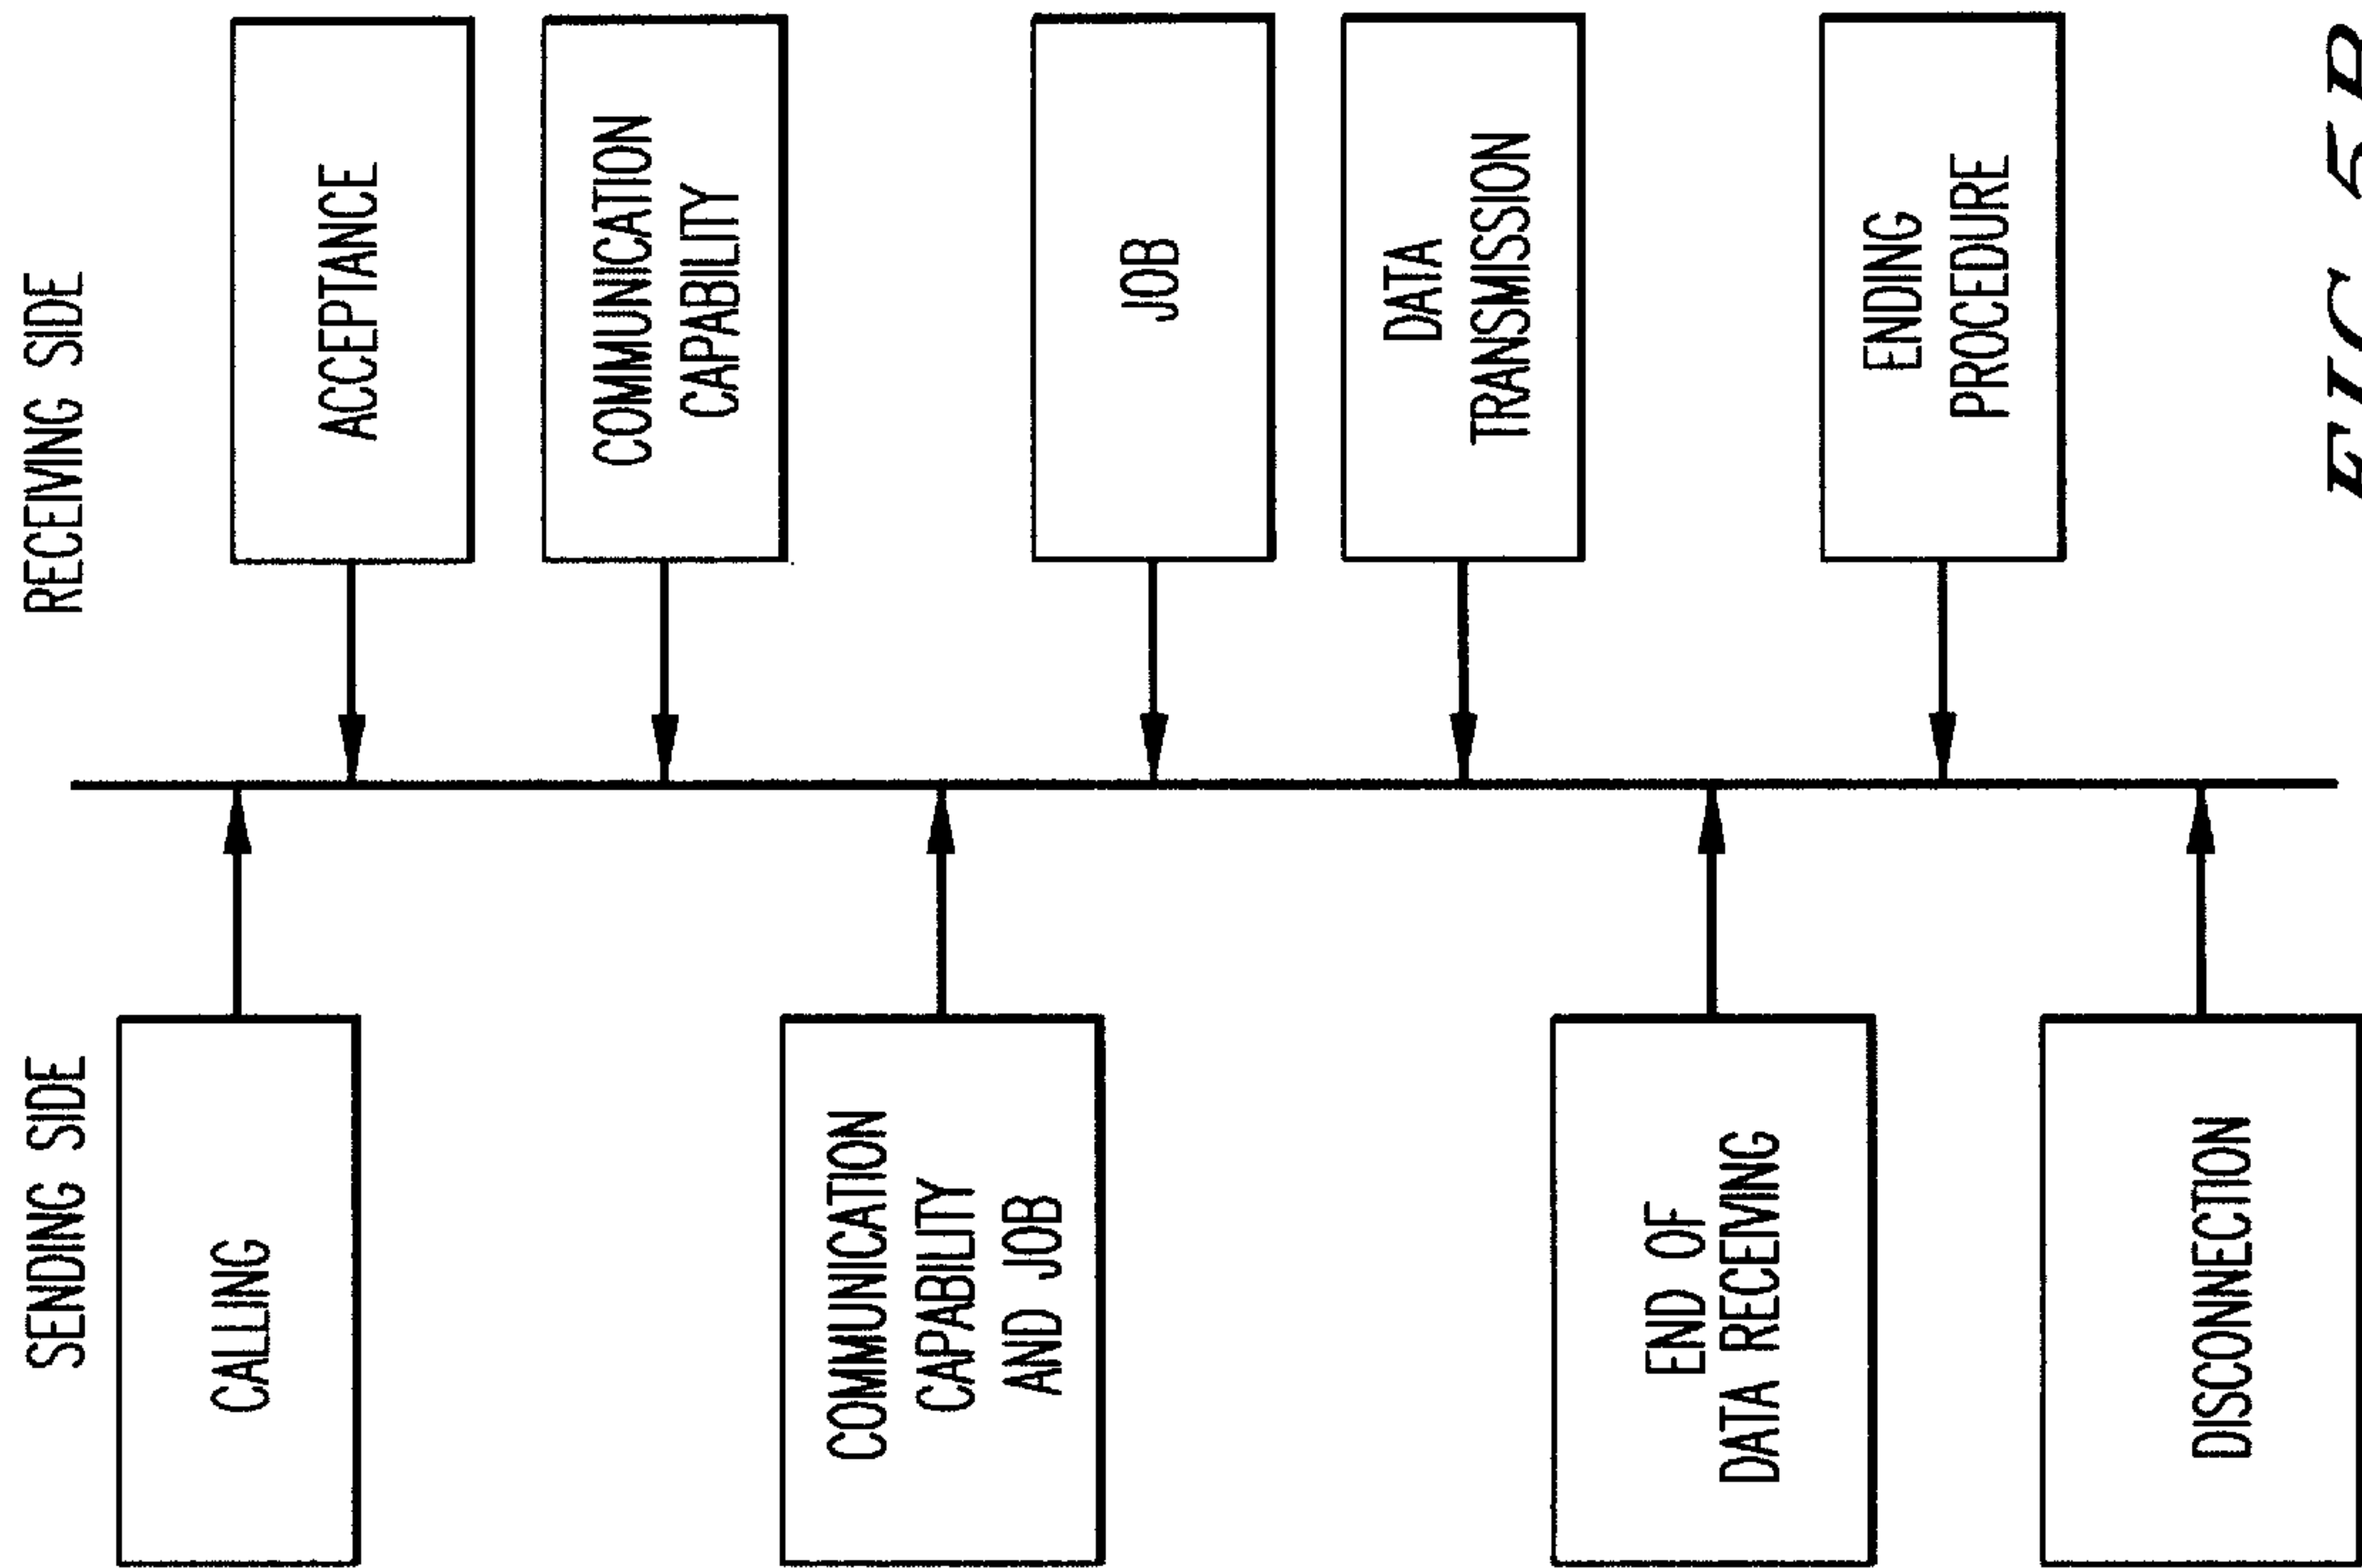 SENDING SIDE
RECEIVING SIDE
CALLING
ACCEPTANCE
COMMUNICATION
CAPABILITY
COMMUNICATION
CAPABILITY
AND JOB
JOB
DATA
TRANSMISSION
END OF
DATA RECEIVING
ENDING
PROCEDURE
DISCONNECTION